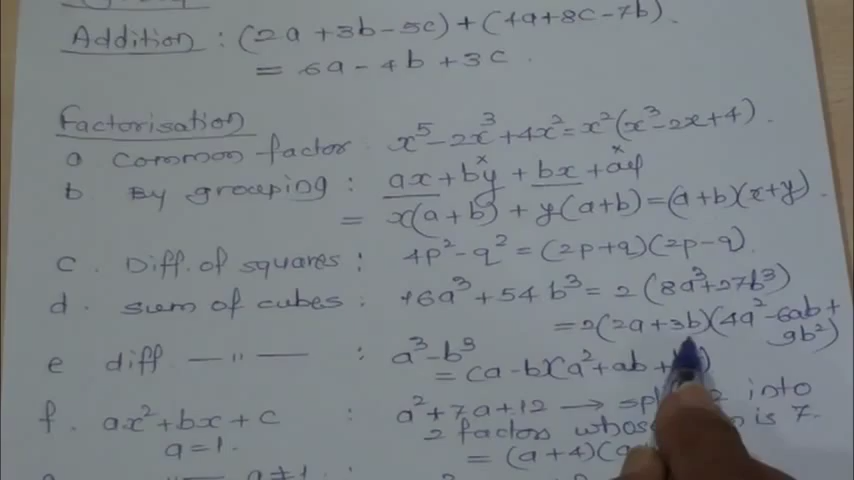 Addition : (2a + 3b - 5c) + (4a + 8c - 7b).
= 6a - 4b + 3c.
Factorisation
a common factor : x⁵ - 2x³ + 4x² = x²(x³ - 2x + 4).
b By grouping : ax + by + bx + ay
= x(a + b) + y(a + b) = (a + b)(x + y).
c. Diff. of squares : 4p² - q² = (2p + q)(2p - q).
d. sum of cubes : 16a³ + 54b³ = 2(8a³ + 27b³)
= 2(2a + 3b)(4a² - 6ab + 9b²)
e diff — " — : a³ - b³
= (a - b)(a² + ab +
f. ax² + bx + c : a² + 7a + 12 → into
a = 1. 2 factors is 7.
= (a + 4)(
a ≠ 1 :